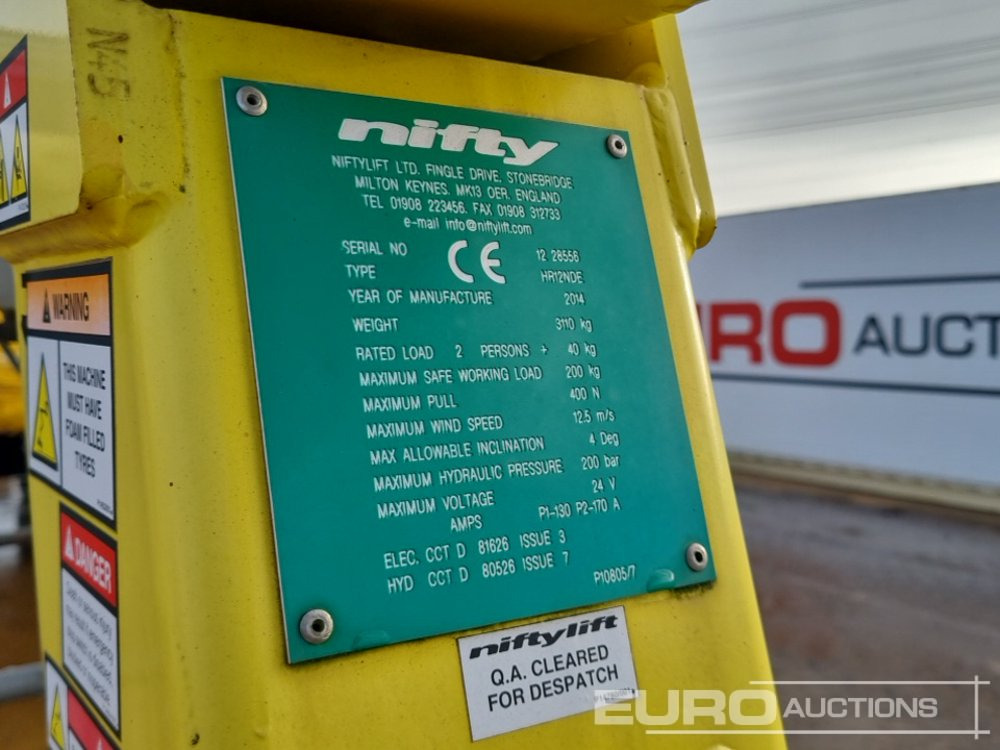 N45
nifty
NIFTYLIFT LTD. FINGLE DRIVE, STONEBRIDGE
MILTON KEYNES. MK13 OER. ENGLAND
TEL 01908 223456. FAX 01908 312733
e-mail info@niftylift.com
CE
SERIAL NO 12 28556
TYPE HR12NDE
YEAR OF MANUFACTURE 2014
WEIGHT 3110 kg
RATED LOAD 2 PERSONS + 40 kg
MAXIMUM SAFE WORKING LOAD 200 kg
MAXIMUM PULL 400 N
MAXIMUM WIND SPEED 12.5 m/s
MAX ALLOWABLE INCLINATION 4 Deg
MAXIMUM HYDRAULIC PRESSURE 200 bar
MAXIMUM VOLTAGE 24 V
AMPS P1-130 P2-170 A
ELEC. CCT D 81626 ISSUE 3
HYD CCT D 80526 ISSUE 7
P10805/7
niftylift
Q.A. CLEARED
FOR DESPATCH
WARNING
THIS MACHINE
MUST HAVE
FOAM FILLED
TYRES
DANGER
URO AUCT
EURO AUCTIONS